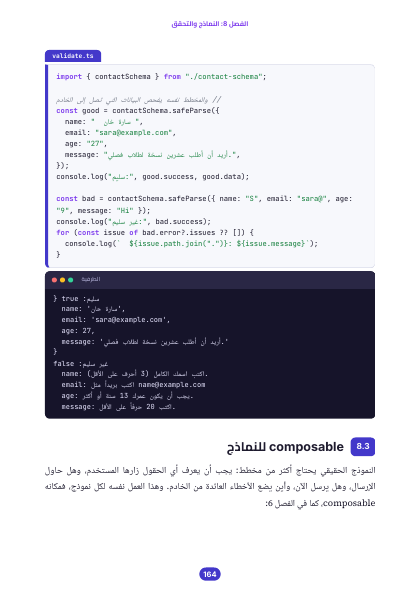 الفصل 8: النماذج والتحقق
validate.ts
import { contactSchema } from "./contact-schema";
// والمخطط نفسه يفحص البيانات التي تصل إلى الخادم
const good = contactSchema.safeParse({
name: "  سارة خان ",
email: "sara@example.com",
age: "27",
message: "أريد أن أطلب عشرين نسخة لطلاب فصلي.",
});
console.log("سليم:", good.success, good.data);
const bad = contactSchema.safeParse({ name: "S", email: "sara@", age:
"9", message: "Hi" });
console.log("غير سليم:", bad.success);
for (const issue of bad.error?.issues ?? []) {
console.log(`  ${issue.path.join(".")}: ${issue.message}`);
}
الطرفية
سليم: true {
name: 'سارة خان',
email: 'sara@example.com',
age: 27,
message: 'أريد أن أطلب عشرين نسخة لطلاب فصلي.'
}
غير سليم: false
name: اكتب اسمك الكامل (3 أحرف على الأقل).
email: اكتب بريداً مثل name@example.com
age: يجب أن يكون عمرك 13 سنة أو أكثر.
message: اكتب 20 حرفاً على الأقل.
8.3 composable للنماذج
النموذج الحقيقي يحتاج أكثر من مخطط: يجب أن يعرف أي الحقول زارها المستخدم، وهل حاول
الإرسال، وهل يرسل الآن، وأين يضع الأخطاء العائدة من الخادم. وهذا العمل نفسه لكل نموذج، فمكانه
composable، كما في الفصل 6:
164